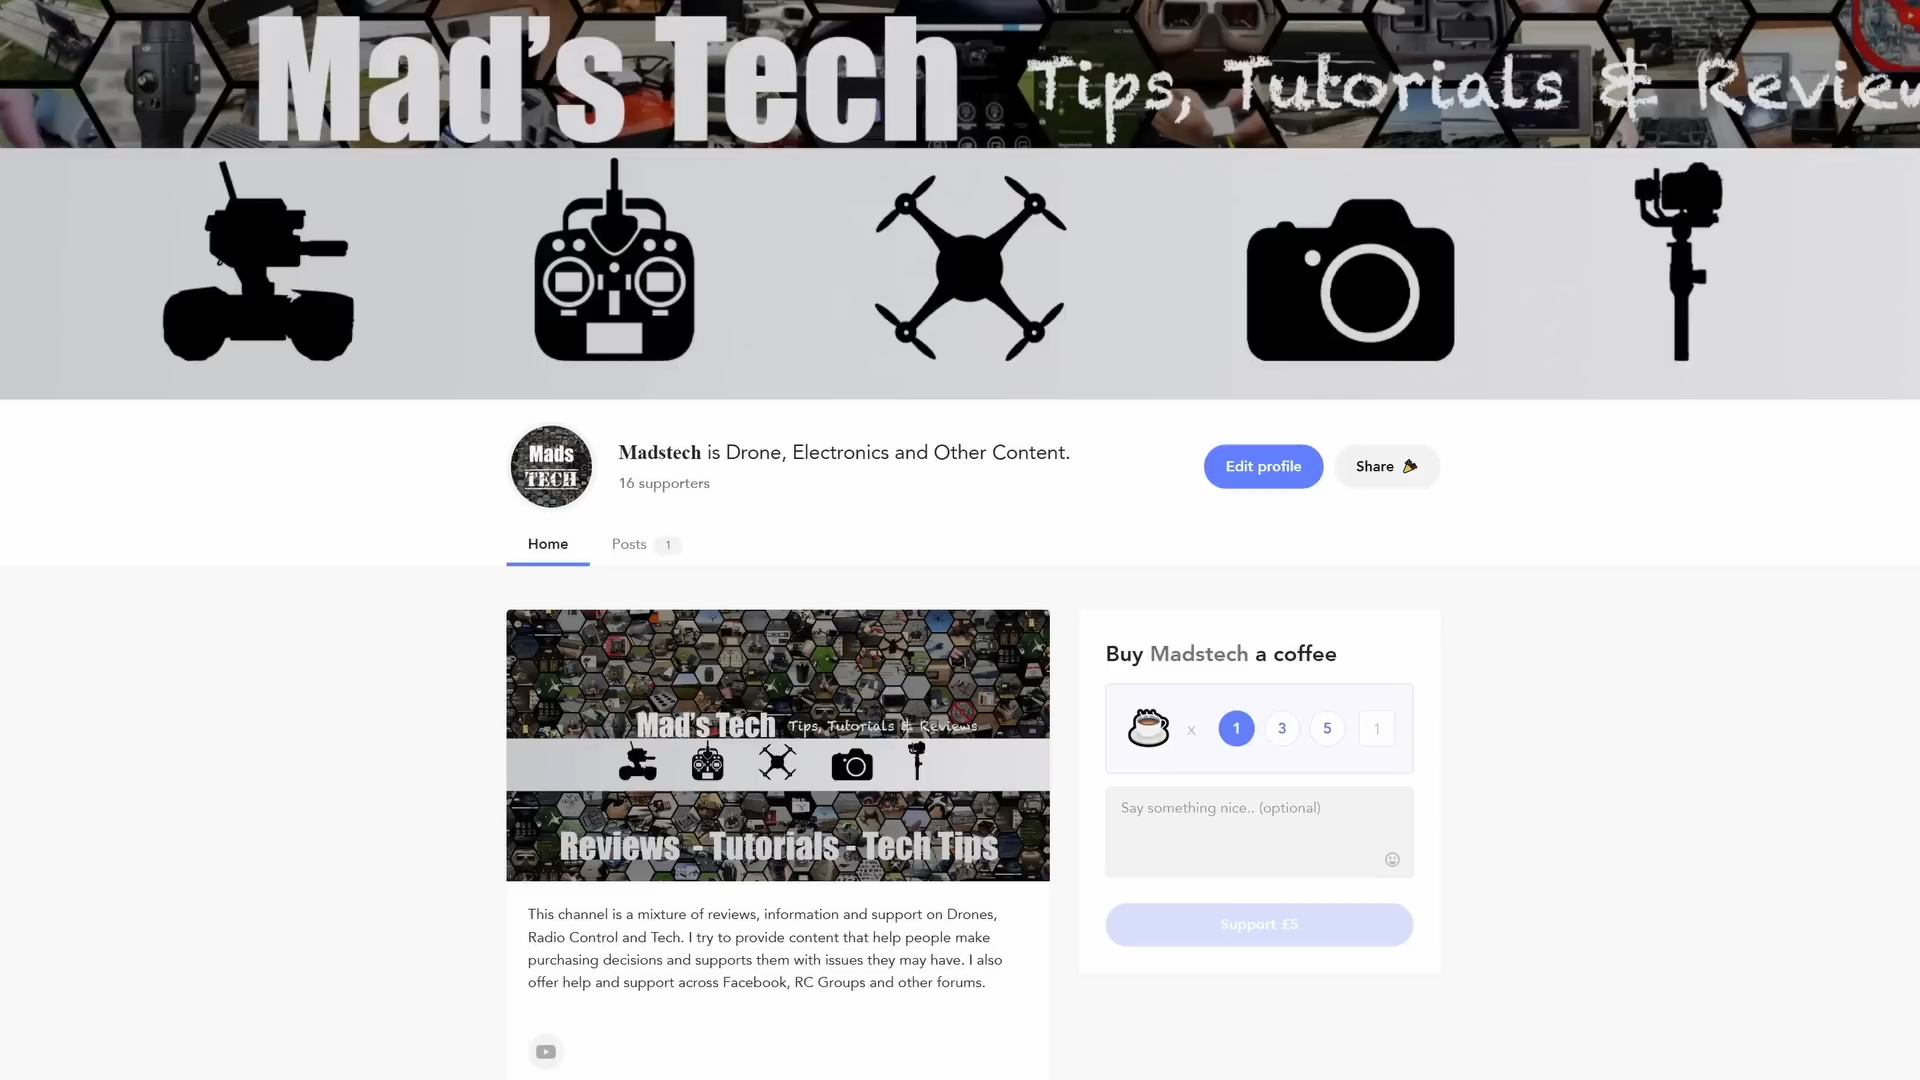 Mad's Tech Tips, Tutorials & Review
Mads
TECH
Madstech is Drone, Electronics and Other Content.
16 supporters
Edit profile
Share
Home
Posts 1
Mad's Tech Tips, Tutorials & Reviews
Reviews - Tutorials - Tech Tips
This channel is a mixture of reviews, information and support on Drones,
Radio Control and Tech. I try to provide content that help people make
purchasing decisions and supports them with issues they may have. I also
offer help and support across Facebook, RC Groups and other forums.
Buy Madstech a coffee
x 1 3 5 1
Say something nice.. (optional)
Support £5